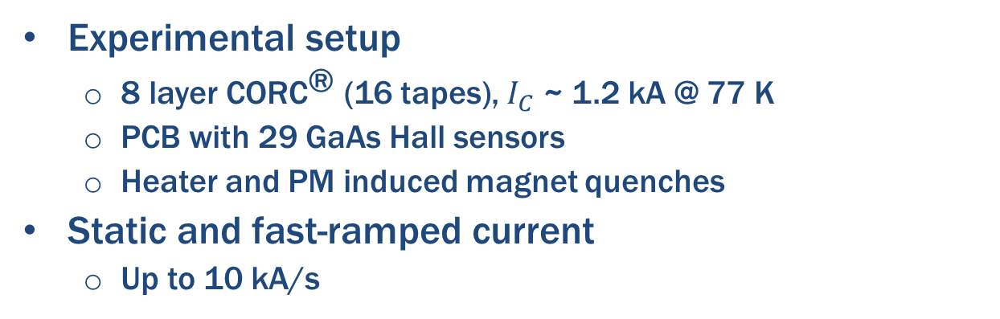 • Experimental setup
o 8 layer CORC® (16 tapes), I_C ~ 1.2 kA @ 77 K
o PCB with 29 GaAs Hall sensors
o Heater and PM induced magnet quenches
• Static and fast-ramped current
o Up to 10 kA/s